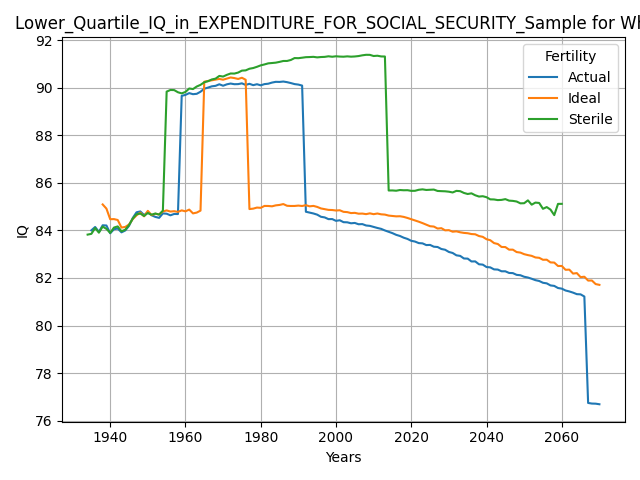 Lower_Quartile_IQ_in_EXPENDITURE_FOR_SOCIAL_SECURITY_Sample for
92
90
88
86
84
82
80
78
76
IQ
Fertility
Actual
Ideal
Sterile
1940 1960 1980 2000 2020 2040 2060
Years